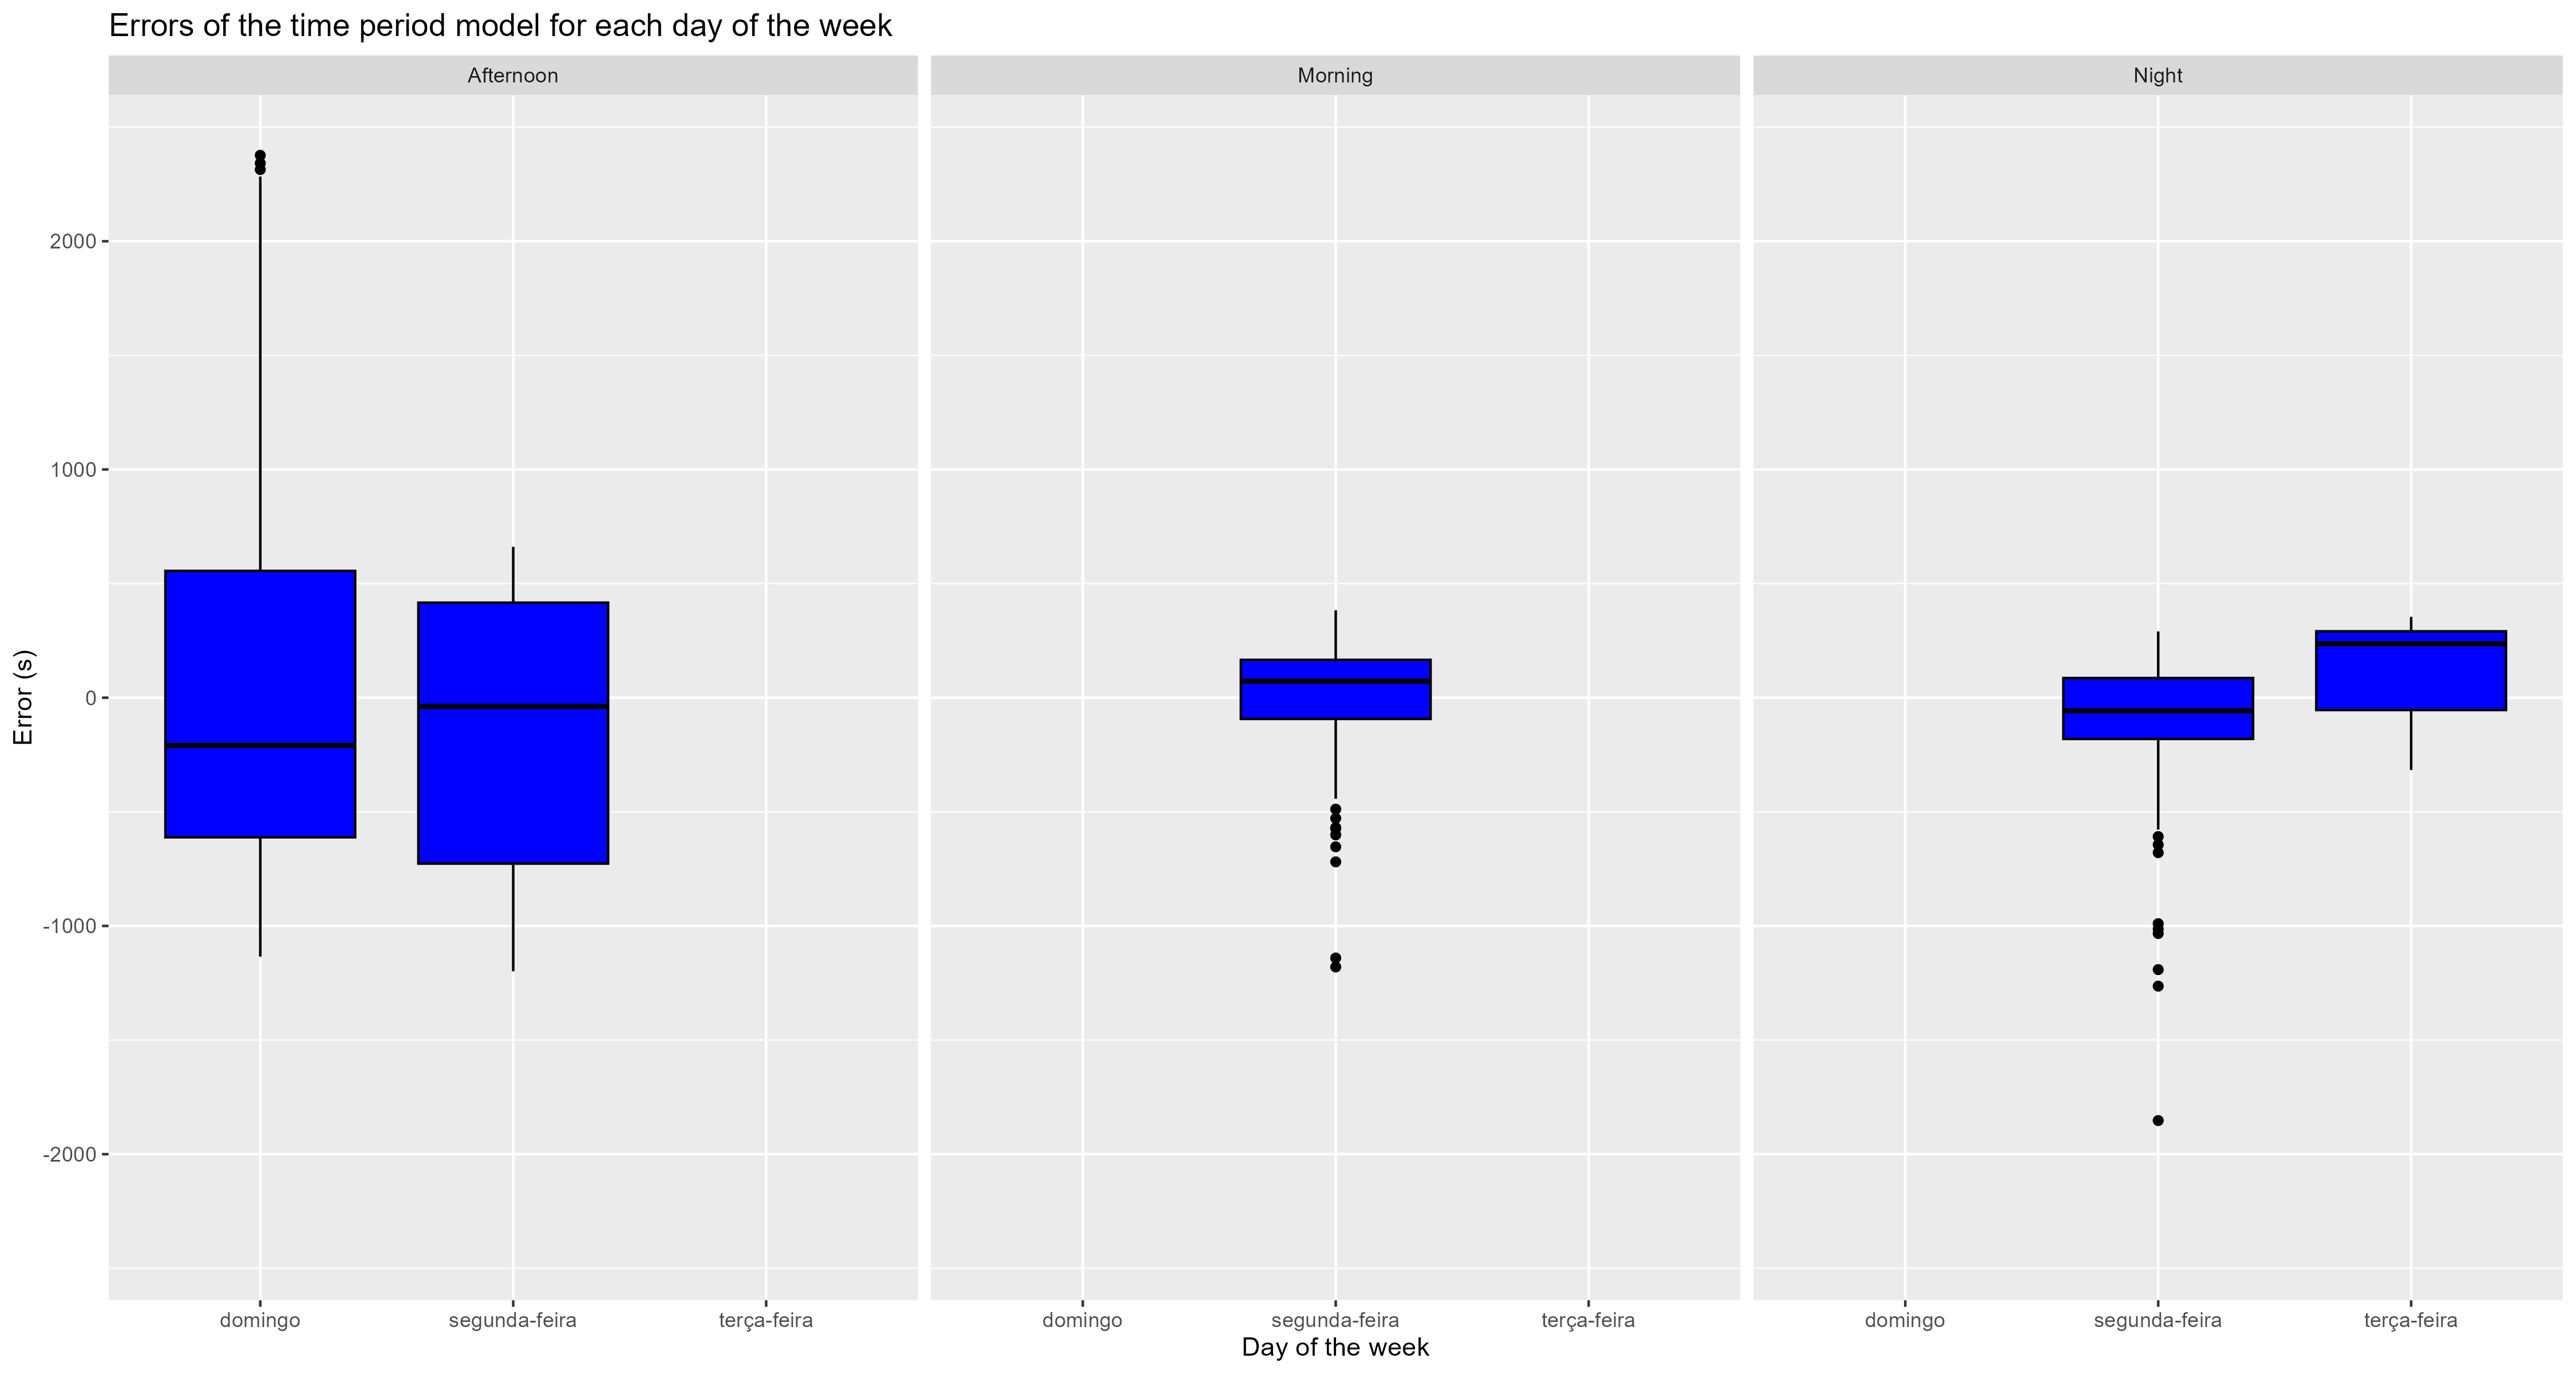 Errors of the time period model for each day of the week
Afternoon
Morning
Night
Error (s)
2000
1000
0
-1000
-2000
domingo segunda-feira terça-feira
domingo segunda-feira terça-feira
domingo segunda-feira terça-feira
Day of the week